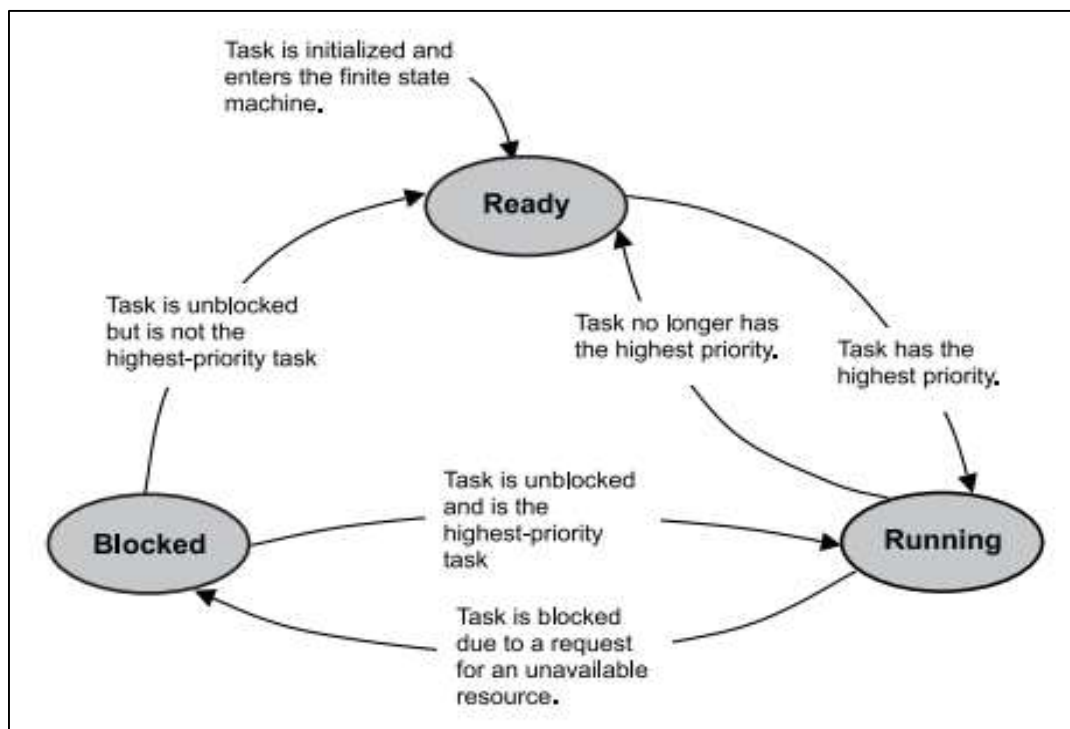 Task is initialized and
enters the finite state
machine.
Ready
Task is unblocked
but is not the
highest-priority task
Task no longer has
the highest priority.
Task has the
highest priority.
Task is unblocked
and is the
highest-priority
task
Blocked
Running
Task is blocked
due to a request
for an unavailable
resource.